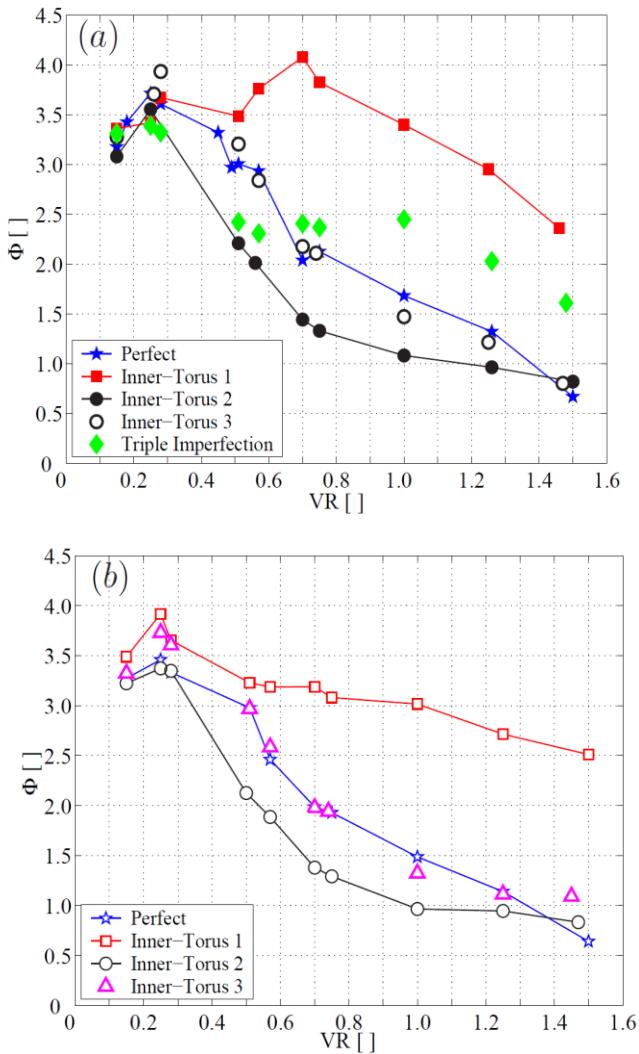 (a)
4.5
4.0
3.5
3.0
2.5
2.0
1.5
1.0
0.5
0
Φ [ ]
Perfect
Inner-Torus 1
Inner-Torus 2
Inner-Torus 3
Triple Imperfection
0 0.2 0.4 0.6 0.8 1.0 1.2 1.4 1.6
VR [ ]
(b)
4.5
4.0
3.5
3.0
2.5
2.0
1.5
1.0
0.5
0
Φ [ ]
Perfect
Inner-Torus 1
Inner-Torus 2
Inner-Torus 3
0 0.2 0.4 0.6 0.8 1.0 1.2 1.4 1.6
VR [ ]